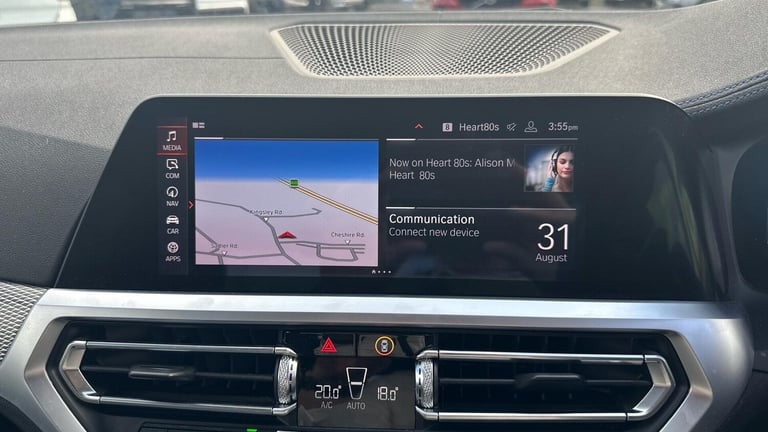 8 Heart80s 3:55pm
MEDIA
COM
NAV
CAR
APPS
Kingsley Rd.
Cheshire Rd.
Now on Heart 80s: Alison M
Heart 80s
Communication
Connect new device
31
August
20.0° 18.0°
A/C AUTO